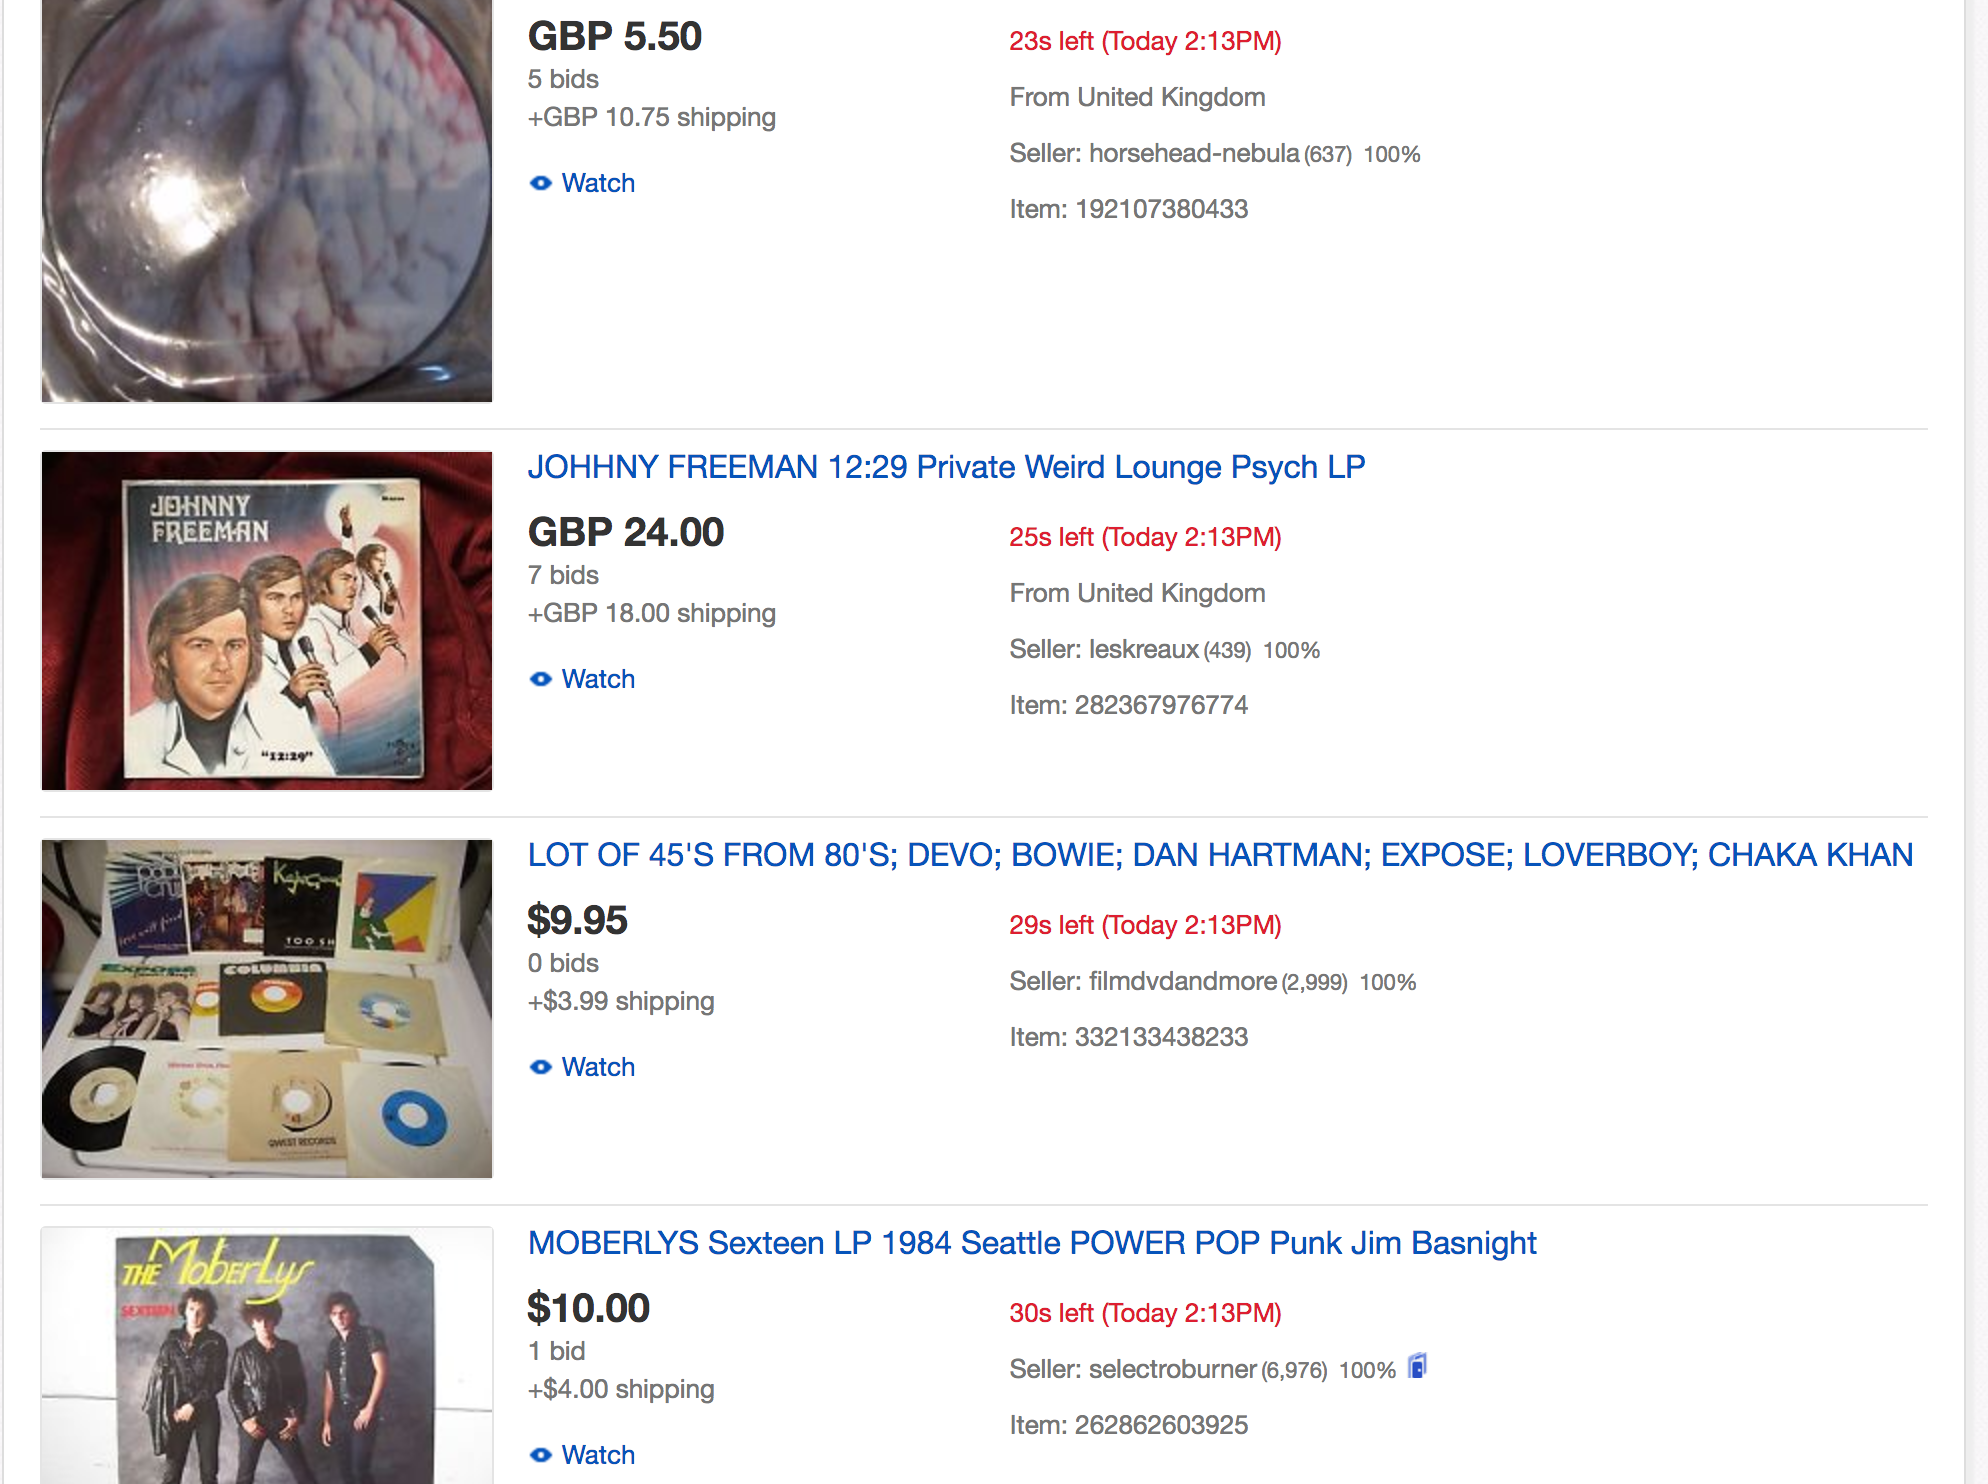 GBP 5.50
23s left (Today 2:13PM)
5 bids
From United Kingdom
+GBP 10.75 shipping
Seller: horsehead-nebula (637) 100%
Watch
Item: 192107380433
JOHHNY FREEMAN 12:29 Private Weird Lounge Psych LP
JOHNNY
FREEMAN
"12:29"
GBP 24.00
25s left (Today 2:13PM)
7 bids
From United Kingdom
+GBP 18.00 shipping
Seller: leskreaux (439) 100%
Watch
Item: 282367976774
LOT OF 45'S FROM 80'S; DEVO; BOWIE; DAN HARTMAN; EXPOSE; LOVERBOY; CHAKA KHAN
TOO SH
EXPOSE
COLUMBIA
QWEST RECORDS
$9.95
29s left (Today 2:13PM)
0 bids
Seller: filmdvdandmore (2,999) 100%
+$3.99 shipping
Item: 332133438233
Watch
MOBERLYS Sexteen LP 1984 Seattle POWER POP Punk Jim Basnight
THE MoberLys
SEXTEEN
$10.00
30s left (Today 2:13PM)
1 bid
Seller: selectroburner (6,976) 100%
+$4.00 shipping
Item: 262862603925
Watch